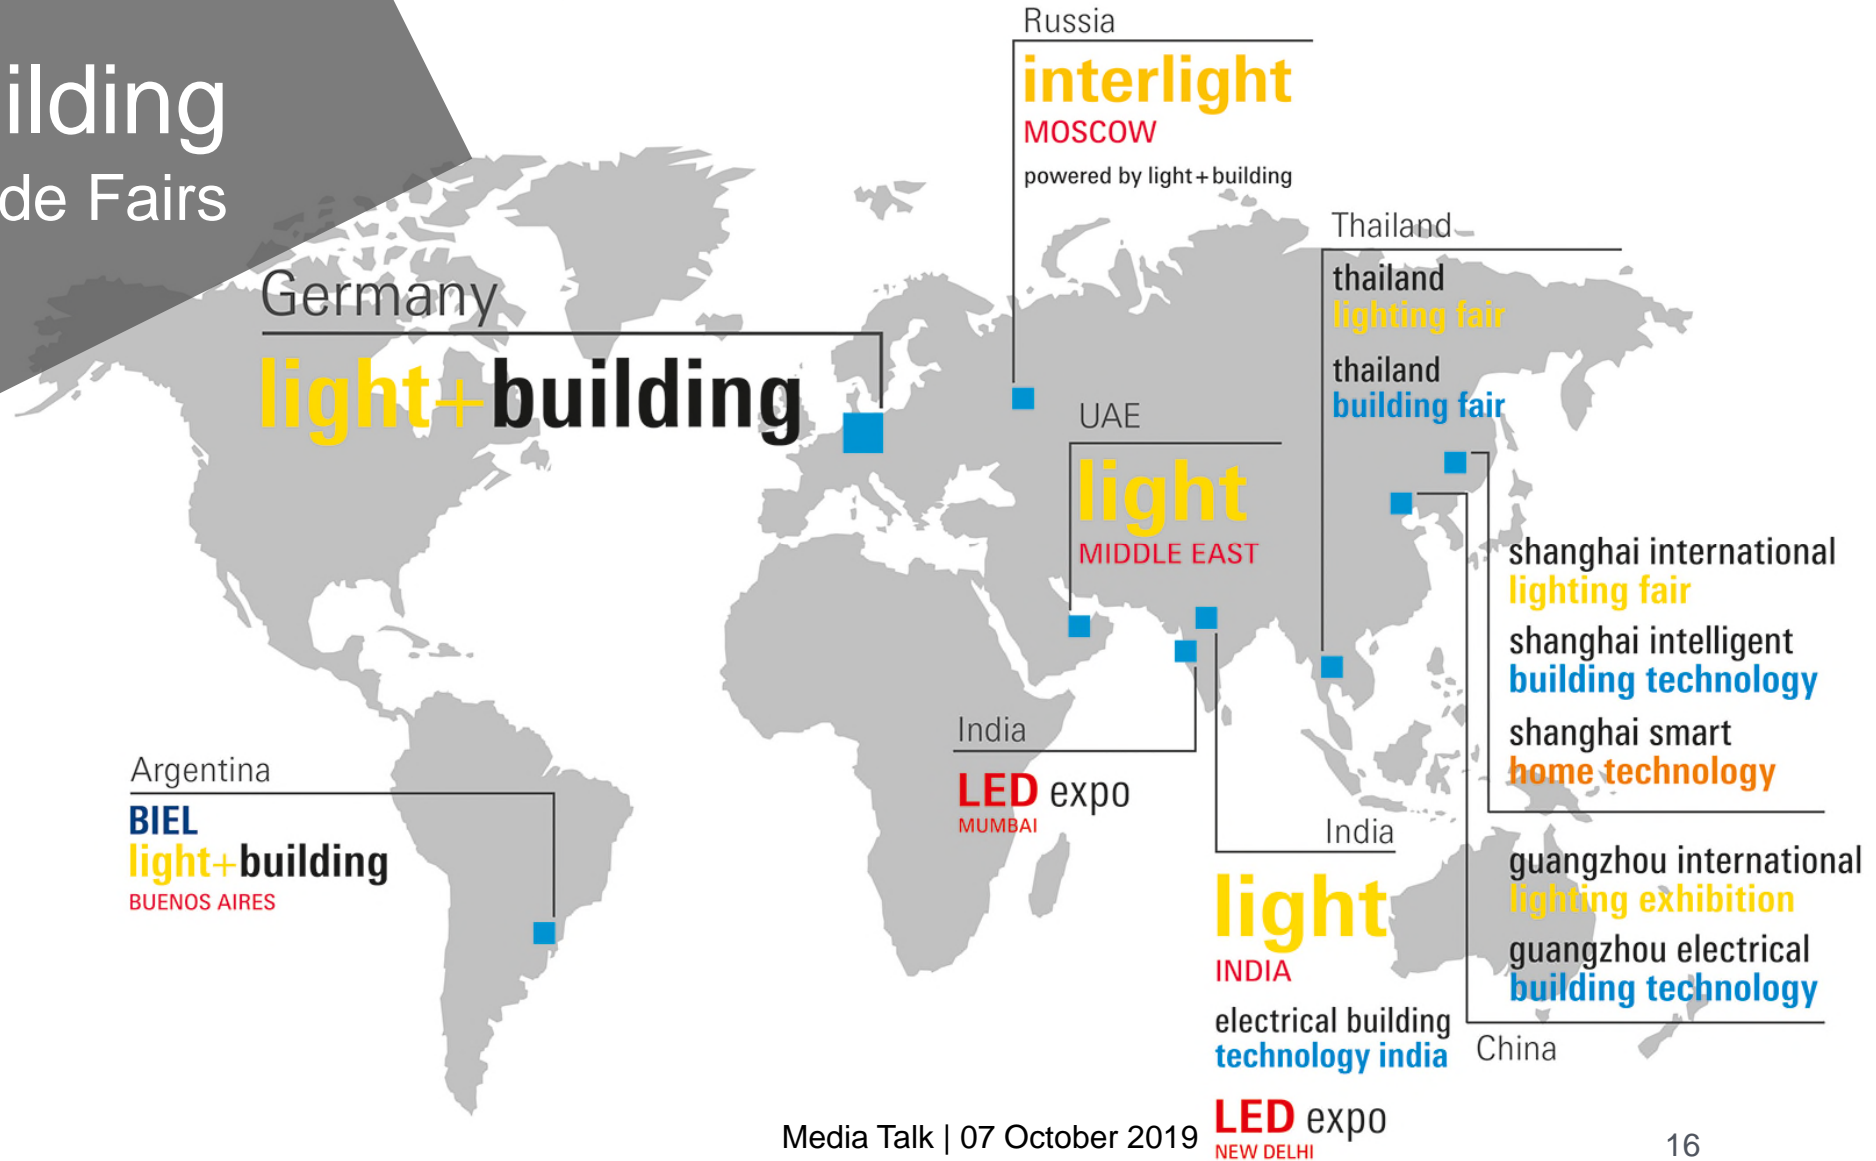 ilding
de Fairs
Russia
interlight
MOSCOW
powered by light+building
Germany
light+building
Thailand
thailand
lighting fair
thailand
building fair
UAE
light
MIDDLE EAST
shanghai international
lighting fair
shanghai intelligent
building technology
shanghai smart
home technology
guangzhou international
lighting exhibition
guangzhou electrical
building technology
China
India
LED expo
MUMBAI
India
light
INDIA
electrical building
technology india
LED expo
NEW DELHI
Argentina
BIEL
light+building
BUENOS AIRES
Media Talk | 07 October 2019
16